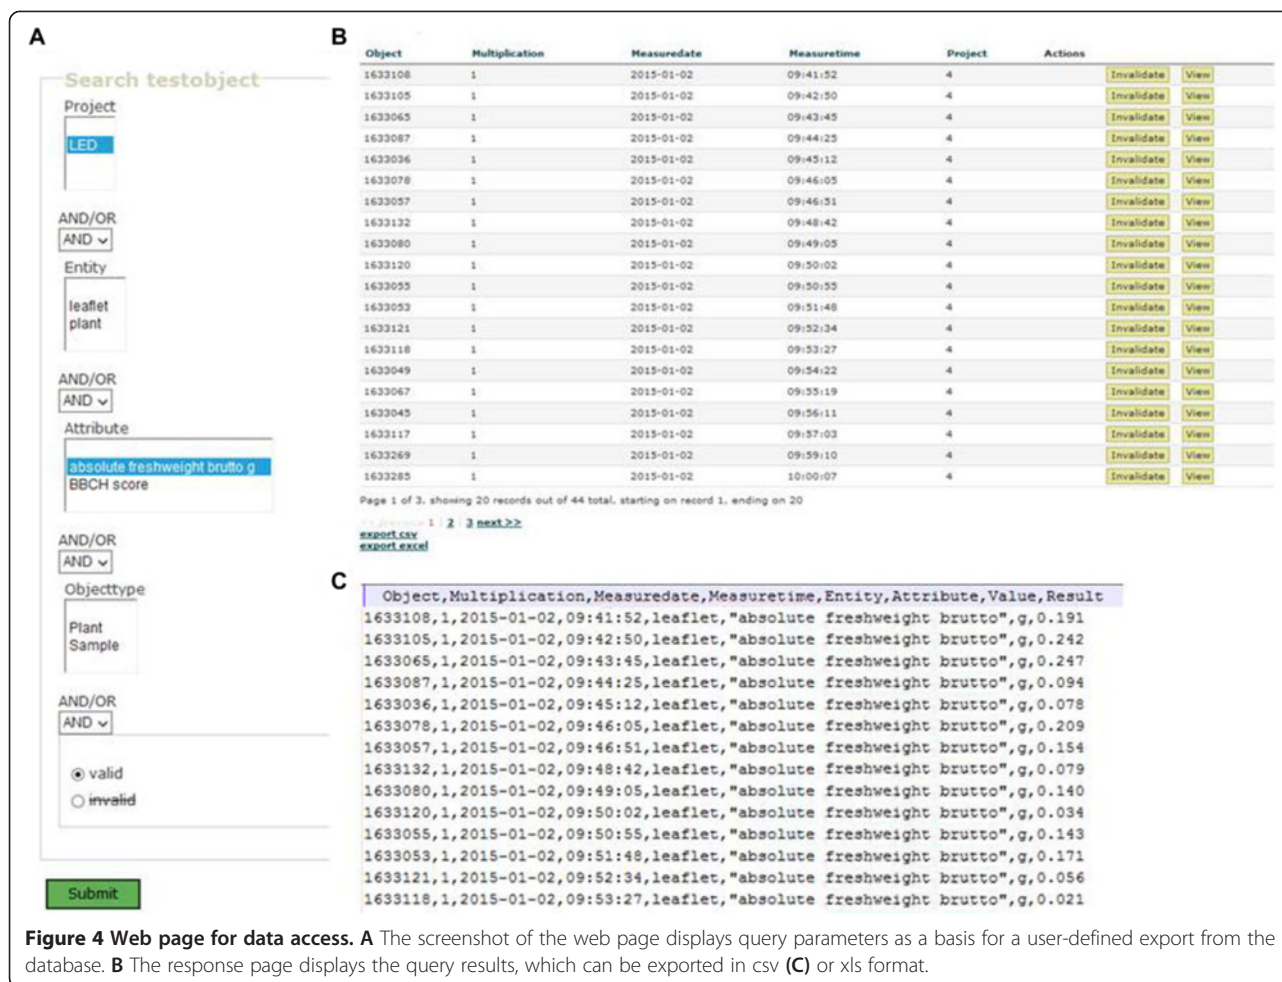 A
Search testobject
Project
LED
AND/OR
AND
Entity
leaflet
plant
AND/OR
AND
Attribute
absolute freshweight brutto g
BBCH score
AND/OR
AND
Objecttype
Plant
Sample
AND/OR
AND
valid
invalid
Submit
B
Object Multiplication Measuredate Measuretime Project Actions
1633108 1 2015-01-02 09:41:52 4 Invalidate View
1633105 1 2015-01-02 09:42:50 4 Invalidate View
1633065 1 2015-01-02 09:43:45 4 Invalidate View
1633087 1 2015-01-02 09:44:25 4 Invalidate View
1633036 1 2015-01-02 09:45:12 4 Invalidate View
1633078 1 2015-01-02 09:46:05 4 Invalidate View
1633057 1 2015-01-02 09:46:51 4 Invalidate View
1633132 1 2015-01-02 09:48:42 4 Invalidate View
1633080 1 2015-01-02 09:49:05 4 Invalidate View
1633120 1 2015-01-02 09:50:02 4 Invalidate View
1633055 1 2015-01-02 09:50:55 4 Invalidate View
1633053 1 2015-01-02 09:51:48 4 Invalidate View
1633121 1 2015-01-02 09:52:34 4 Invalidate View
1633118 1 2015-01-02 09:53:27 4 Invalidate View
1633049 1 2015-01-02 09:54:22 4 Invalidate View
1633067 1 2015-01-02 09:55:19 4 Invalidate View
1633045 1 2015-01-02 09:56:11 4 Invalidate View
1633117 1 2015-01-02 09:57:03 4 Invalidate View
1633269 1 2015-01-02 09:59:10 4 Invalidate View
1633285 1 2015-01-02 10:00:07 4 Invalidate View
Page 1 of 3, showing 20 records out of 44 total, starting on record 1, ending on 20
<< previous 1 | 2 | 3 next >>
export csv
export excel
C
Object,Multiplication,Measuredate,Measuretime,Entity,Attribute,Value,Result
1633108,1,2015-01-02,09:41:52,leaflet,"absolute freshweight brutto",g,0.191
1633105,1,2015-01-02,09:42:50,leaflet,"absolute freshweight brutto",g,0.242
1633065,1,2015-01-02,09:43:45,leaflet,"absolute freshweight brutto",g,0.247
1633087,1,2015-01-02,09:44:25,leaflet,"absolute freshweight brutto",g,0.094
1633036,1,2015-01-02,09:45:12,leaflet,"absolute freshweight brutto",g,0.078
1633078,1,2015-01-02,09:46:05,leaflet,"absolute freshweight brutto",g,0.209
1633057,1,2015-01-02,09:46:51,leaflet,"absolute freshweight brutto",g,0.154
1633132,1,2015-01-02,09:48:42,leaflet,"absolute freshweight brutto",g,0.079
1633080,1,2015-01-02,09:49:05,leaflet,"absolute freshweight brutto",g,0.140
1633120,1,2015-01-02,09:50:02,leaflet,"absolute freshweight brutto",g,0.034
1633055,1,2015-01-02,09:50:55,leaflet,"absolute freshweight brutto",g,0.143
1633053,1,2015-01-02,09:51:48,leaflet,"absolute freshweight brutto",g,0.171
1633121,1,2015-01-02,09:52:34,leaflet,"absolute freshweight brutto",g,0.056
1633118,1,2015-01-02,09:53:27,leaflet,"absolute freshweight brutto",g,0.021
Figure 4 Web page for data access. A The screenshot of the web page displays query parameters as a basis for a user-defined export from the
database. B The response page displays the query results, which can be exported in csv (C) or xls format.